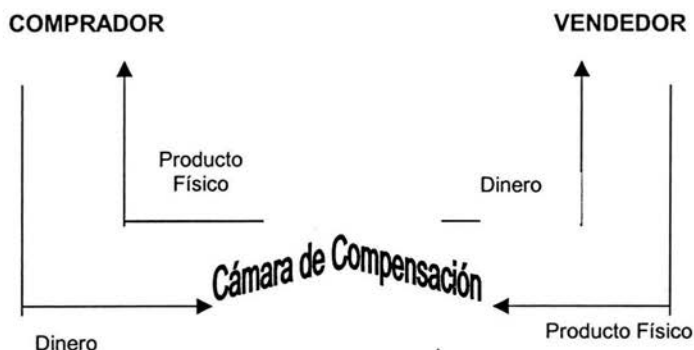 COMPRADOR
VENDEDOR
Producto
Físico
Dinero
Cámara de Compensación
Dinero
Producto Físico